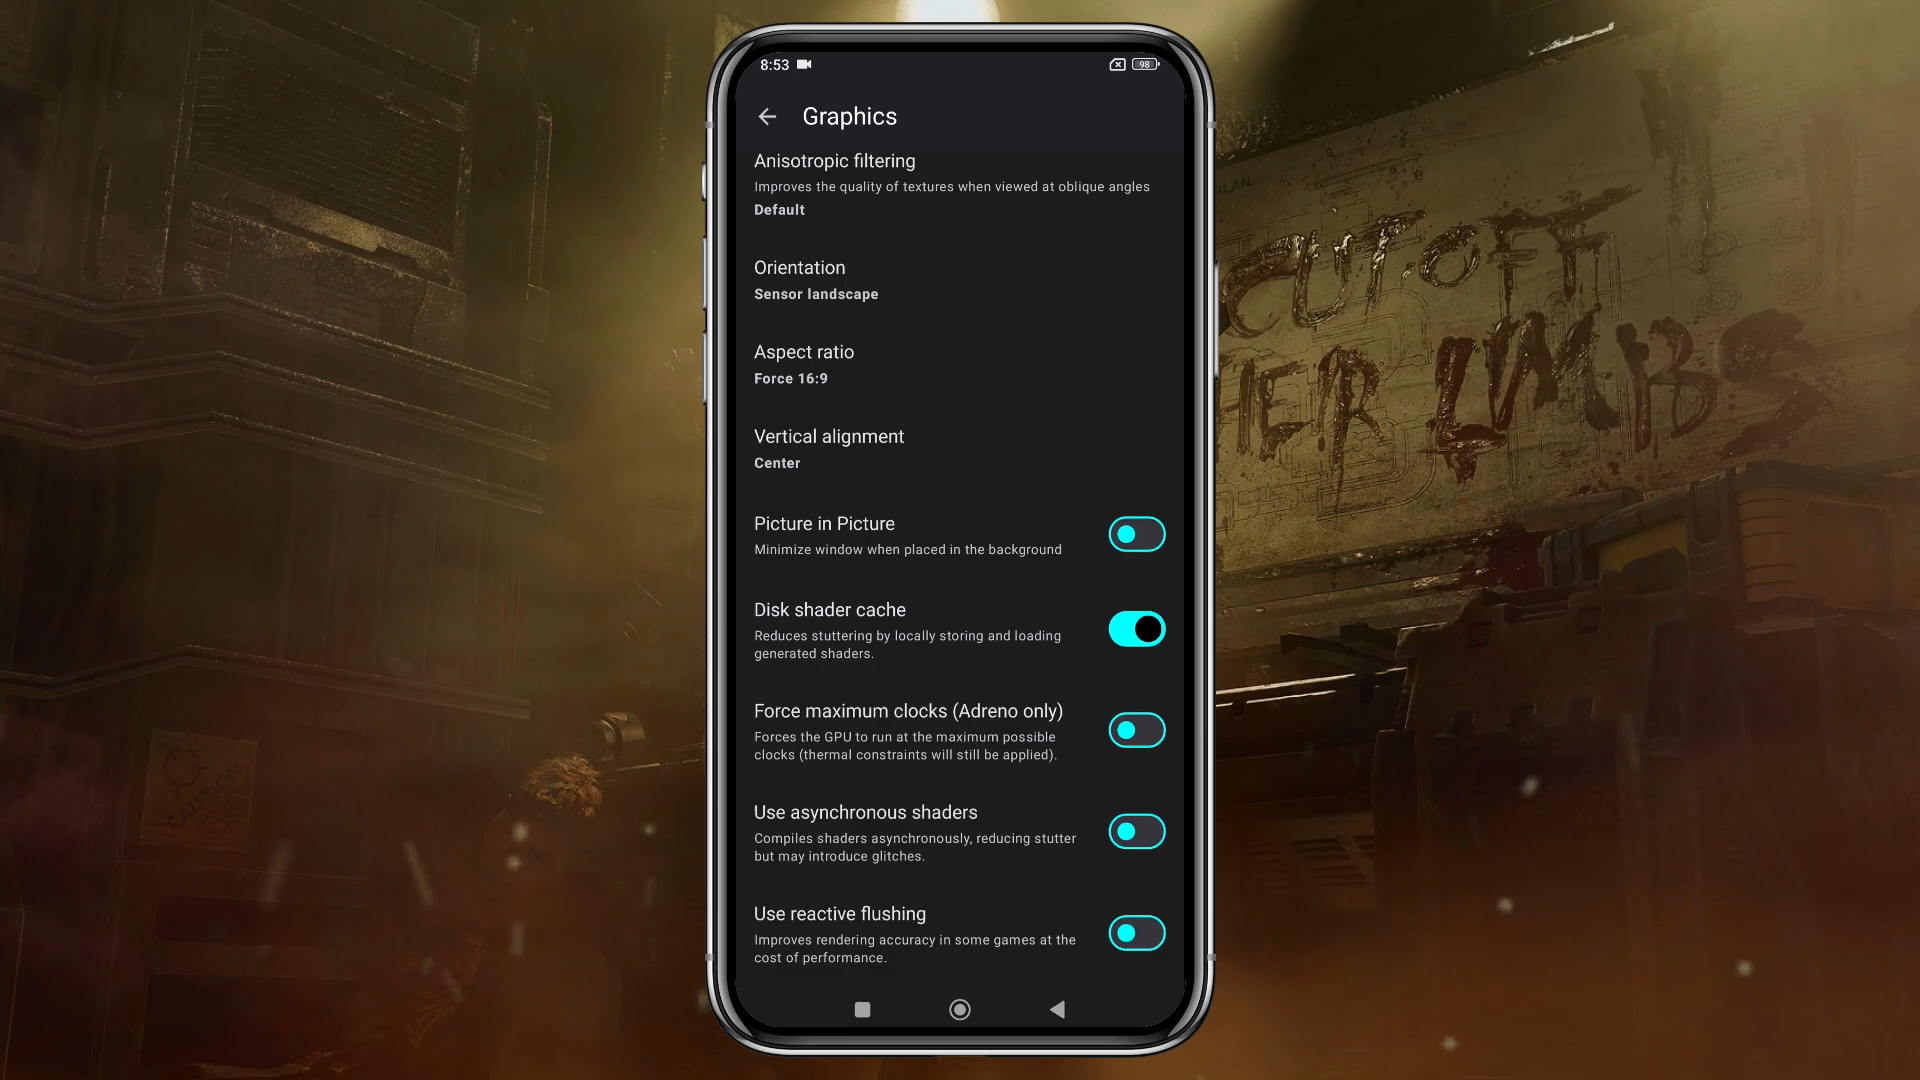 8:53
98
Graphics
Anisotropic filtering
Improves the quality of textures when viewed at oblique angles
Default
Orientation
Sensor landscape
Aspect ratio
Force 16:9
Vertical alignment
Center
Picture in Picture
Minimize window when placed in the background
Disk shader cache
Reduces stuttering by locally storing and loading
generated shaders.
Force maximum clocks (Adreno only)
Forces the GPU to run at the maximum possible
clocks (thermal constraints will still be applied).
Use asynchronous shaders
Compiles shaders asynchronously, reducing stutter
but may introduce glitches.
Use reactive flushing
Improves rendering accuracy in some games at the
cost of performance.
PLAN
CUT OFF
HER LIMBS